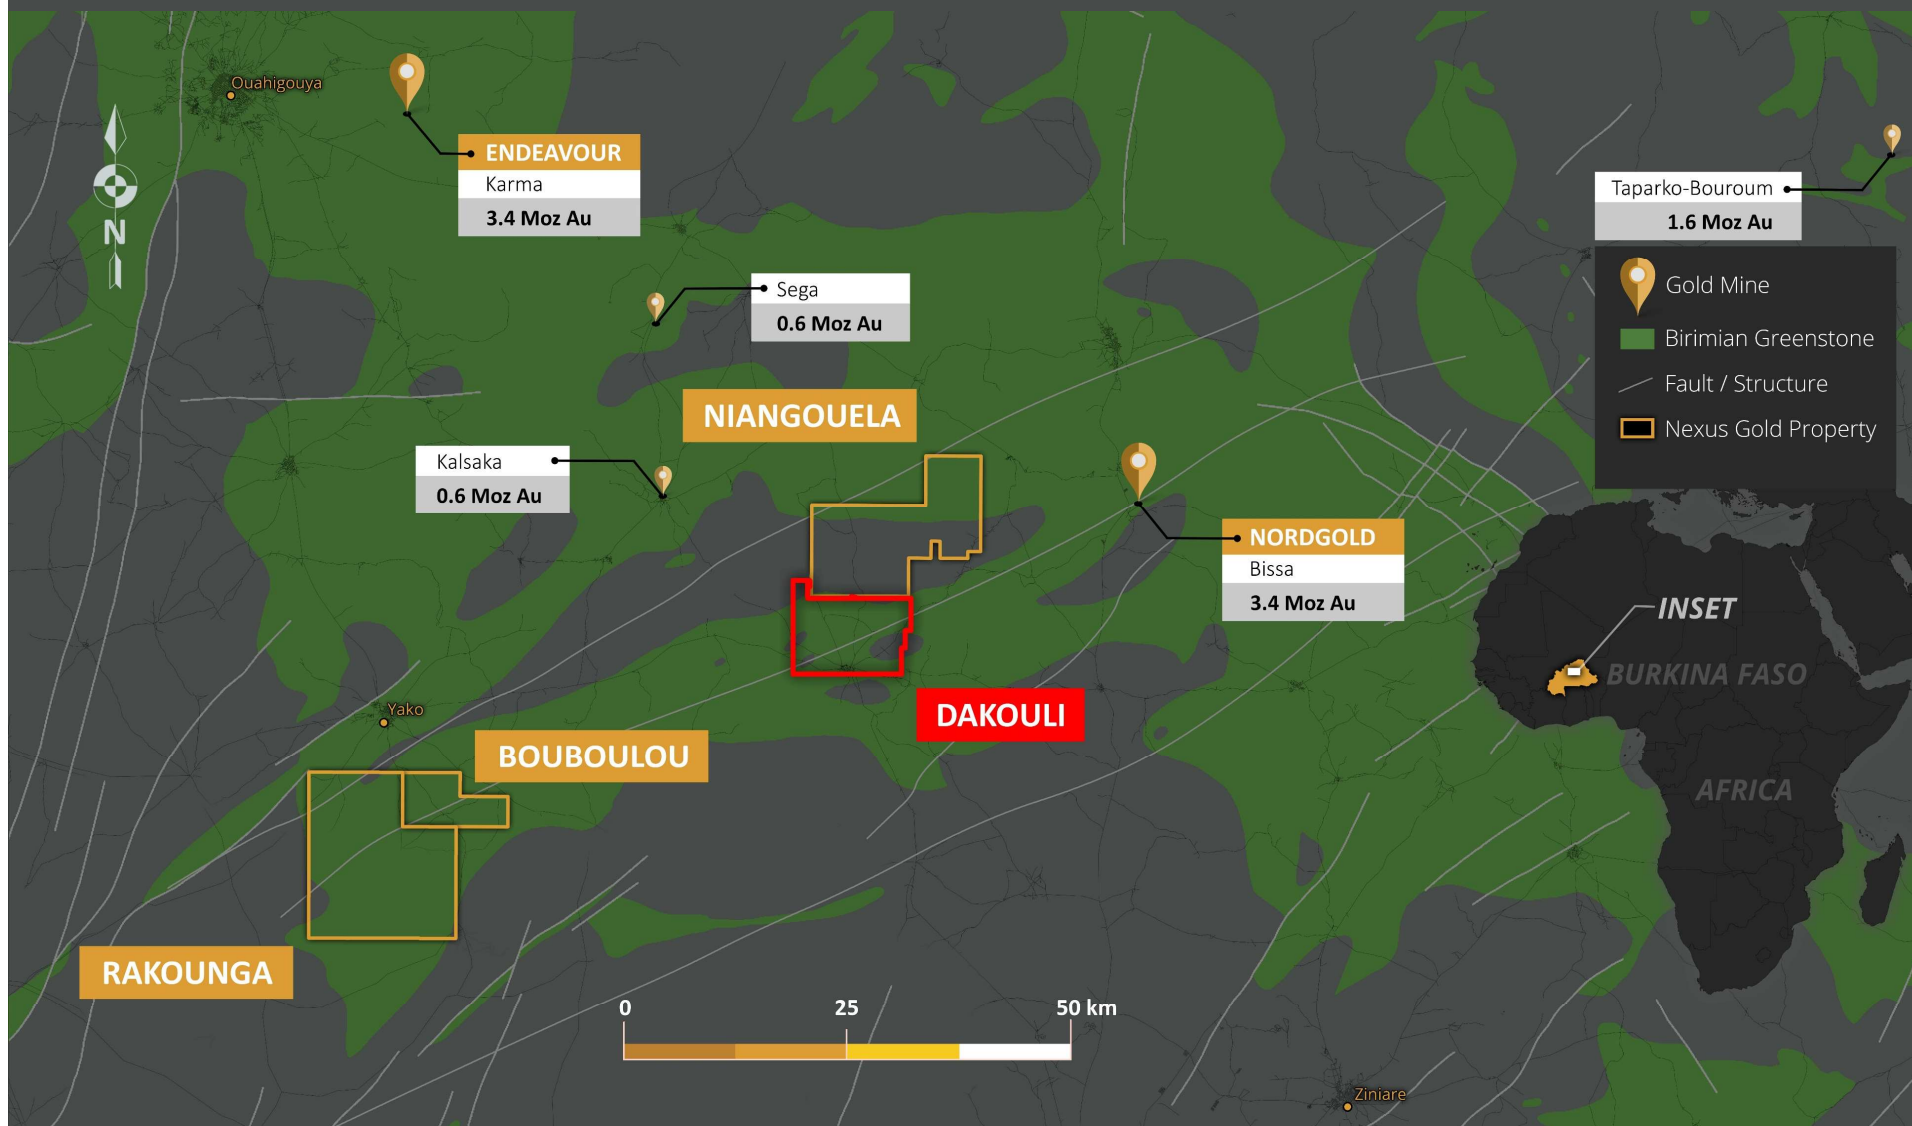 Ouahigouya
ENDEAVOUR
Karma
3.4 Moz Au
N
Taparko-Bouroum
1.6 Moz Au
Sega
0.6 Moz Au
Gold Mine
Birimian Greenstone
Fault / Structure
Nexus Gold Property
NIANGOUELA
Kalsaka
0.6 Moz Au
NORDGOLD
Bissa
3.4 Moz Au
INSET
BURKINA FASO
AFRICA
DAKOULI
Yako
BOUBOULOU
RAKOUNGA
0 25 50 km
Ziniare